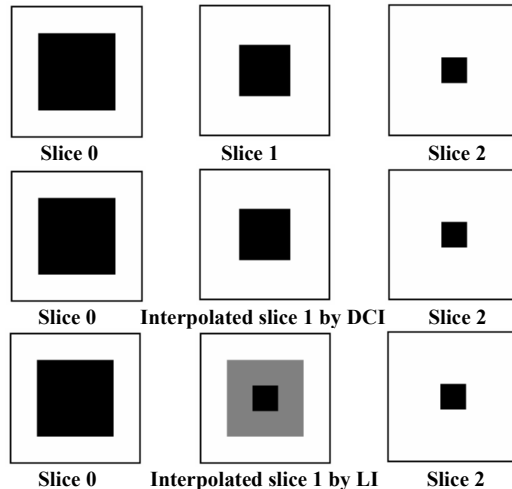 Slice 0 Slice 1 Slice 2
Slice 0 Interpolated slice 1 by DCI Slice 2
Slice 0 Interpolated slice 1 by LI Slice 2